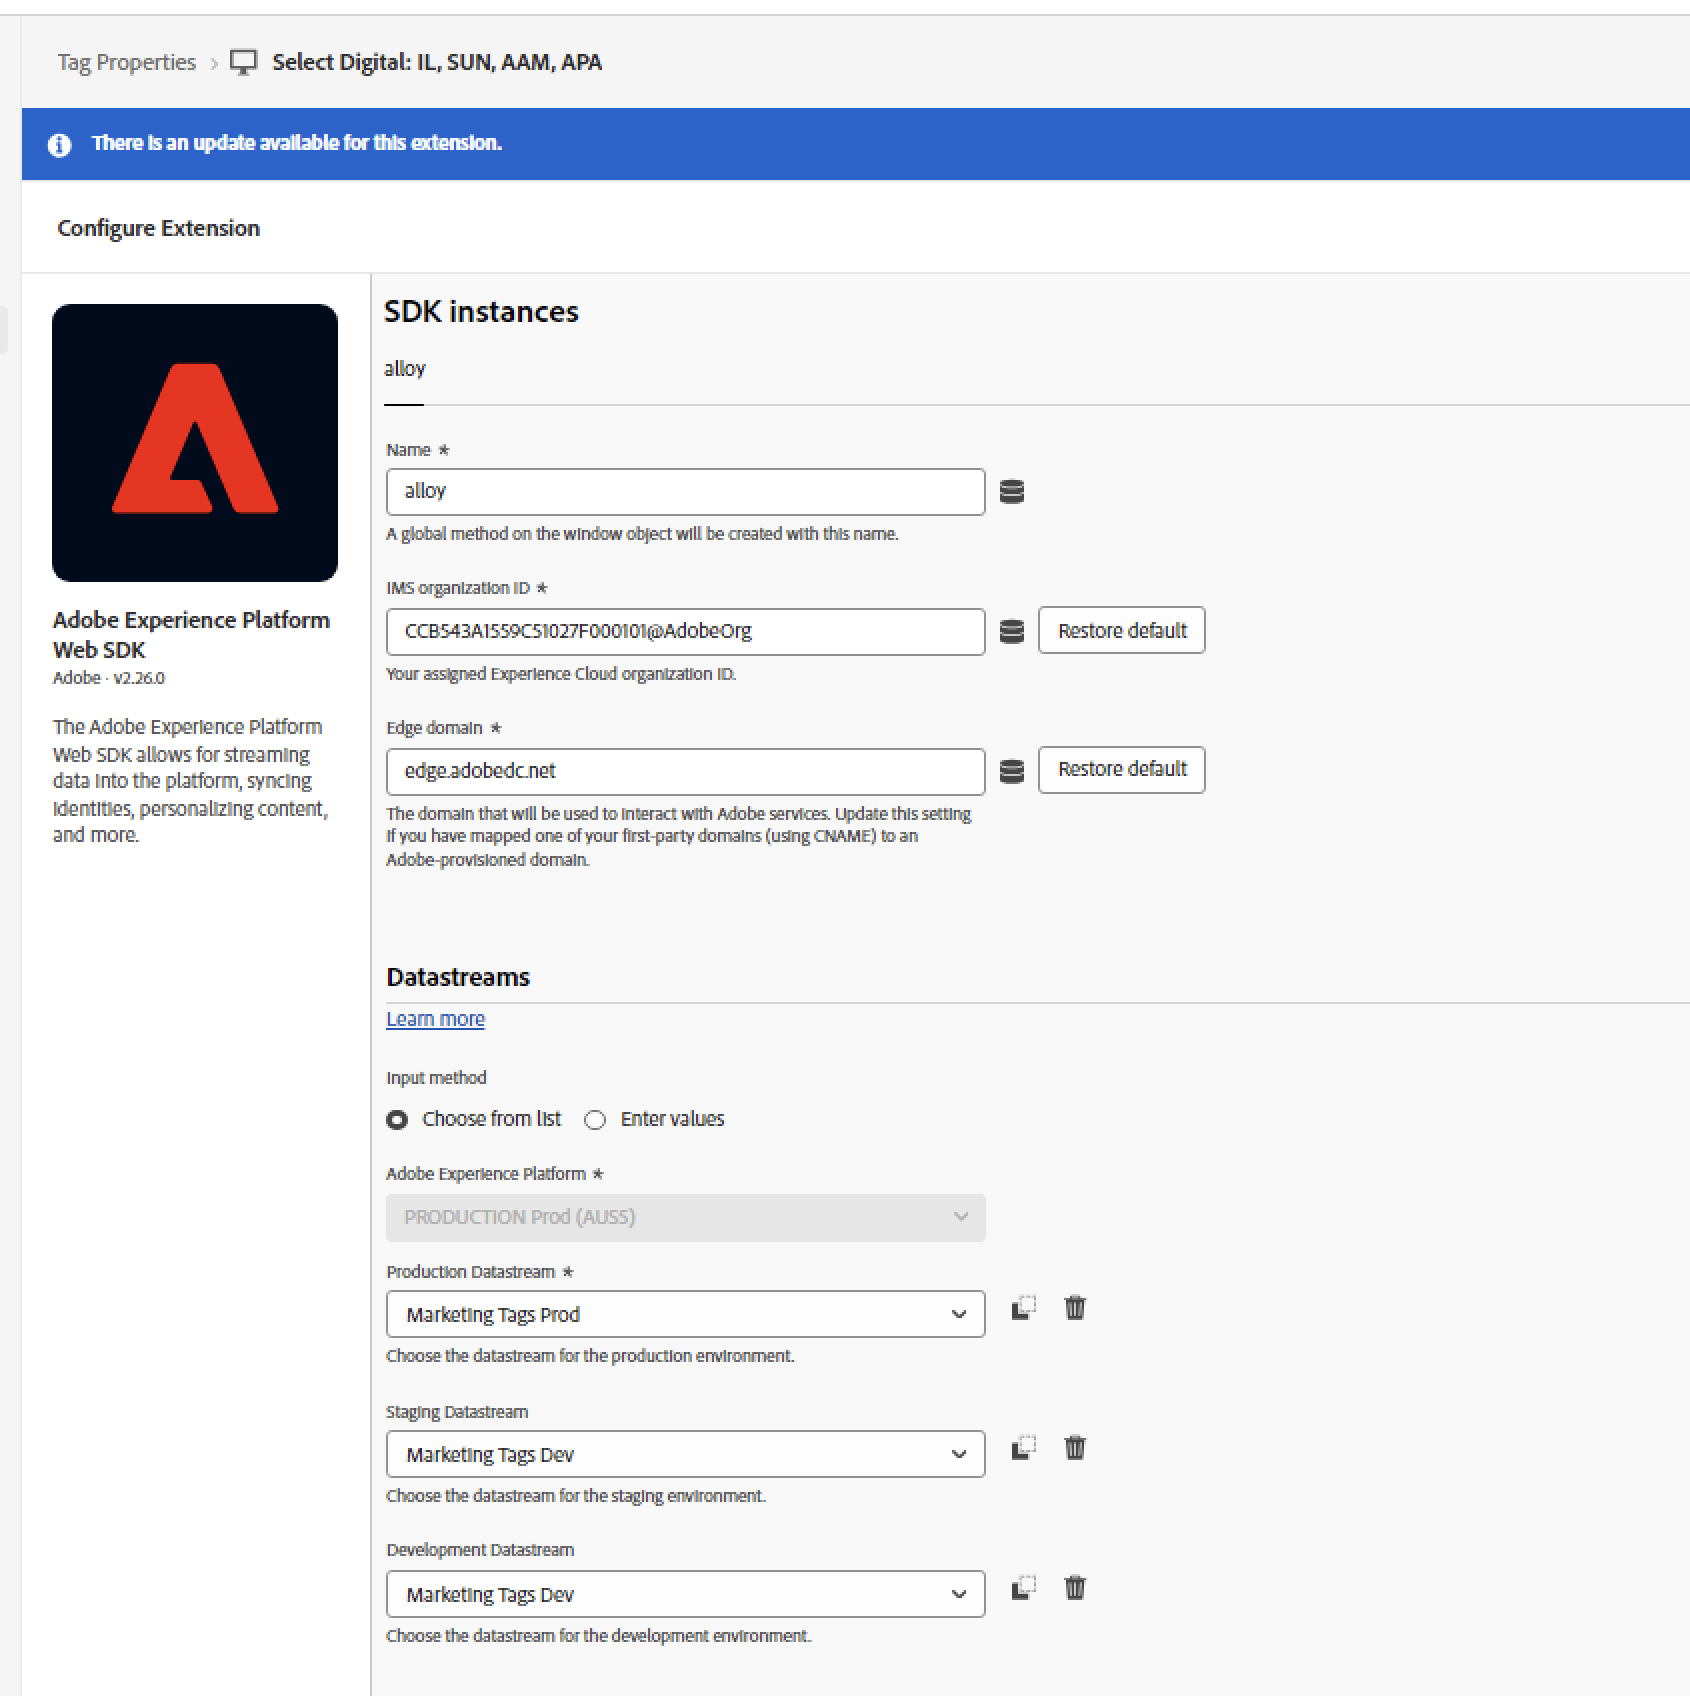 Tag Properties > Select Digital: IL, SUN, AAM, APA
There is an update available for this extension.
Configure Extension
Adobe Experience Platform
Web SDK
Adobe · v2.26.0
The Adobe Experience Platform
Web SDK allows for streaming
data into the platform, syncing
identities, personalizing content,
and more.
SDK instances
alloy
Name *
alloy
A global method on the window object will be created with this name.
IMS organization ID *
CCB543A1559C51027F000101@AdobeOrg
Restore default
Your assigned Experience Cloud organization ID.
Edge domain *
edge.adobedc.net
Restore default
The domain that will be used to interact with Adobe services. Update this setting
if you have mapped one of your first-party domains (using CNAME) to an
Adobe-provisioned domain.
Datastreams
Learn more
Input method
Choose from list
Enter values
Adobe Experience Platform *
PRODUCTION Prod (AUS5)
Production Datastream *
Marketing Tags Prod
Choose the datastream for the production environment.
Staging Datastream
Marketing Tags Dev
Choose the datastream for the staging environment.
Development Datastream
Marketing Tags Dev
Choose the datastream for the development environment.